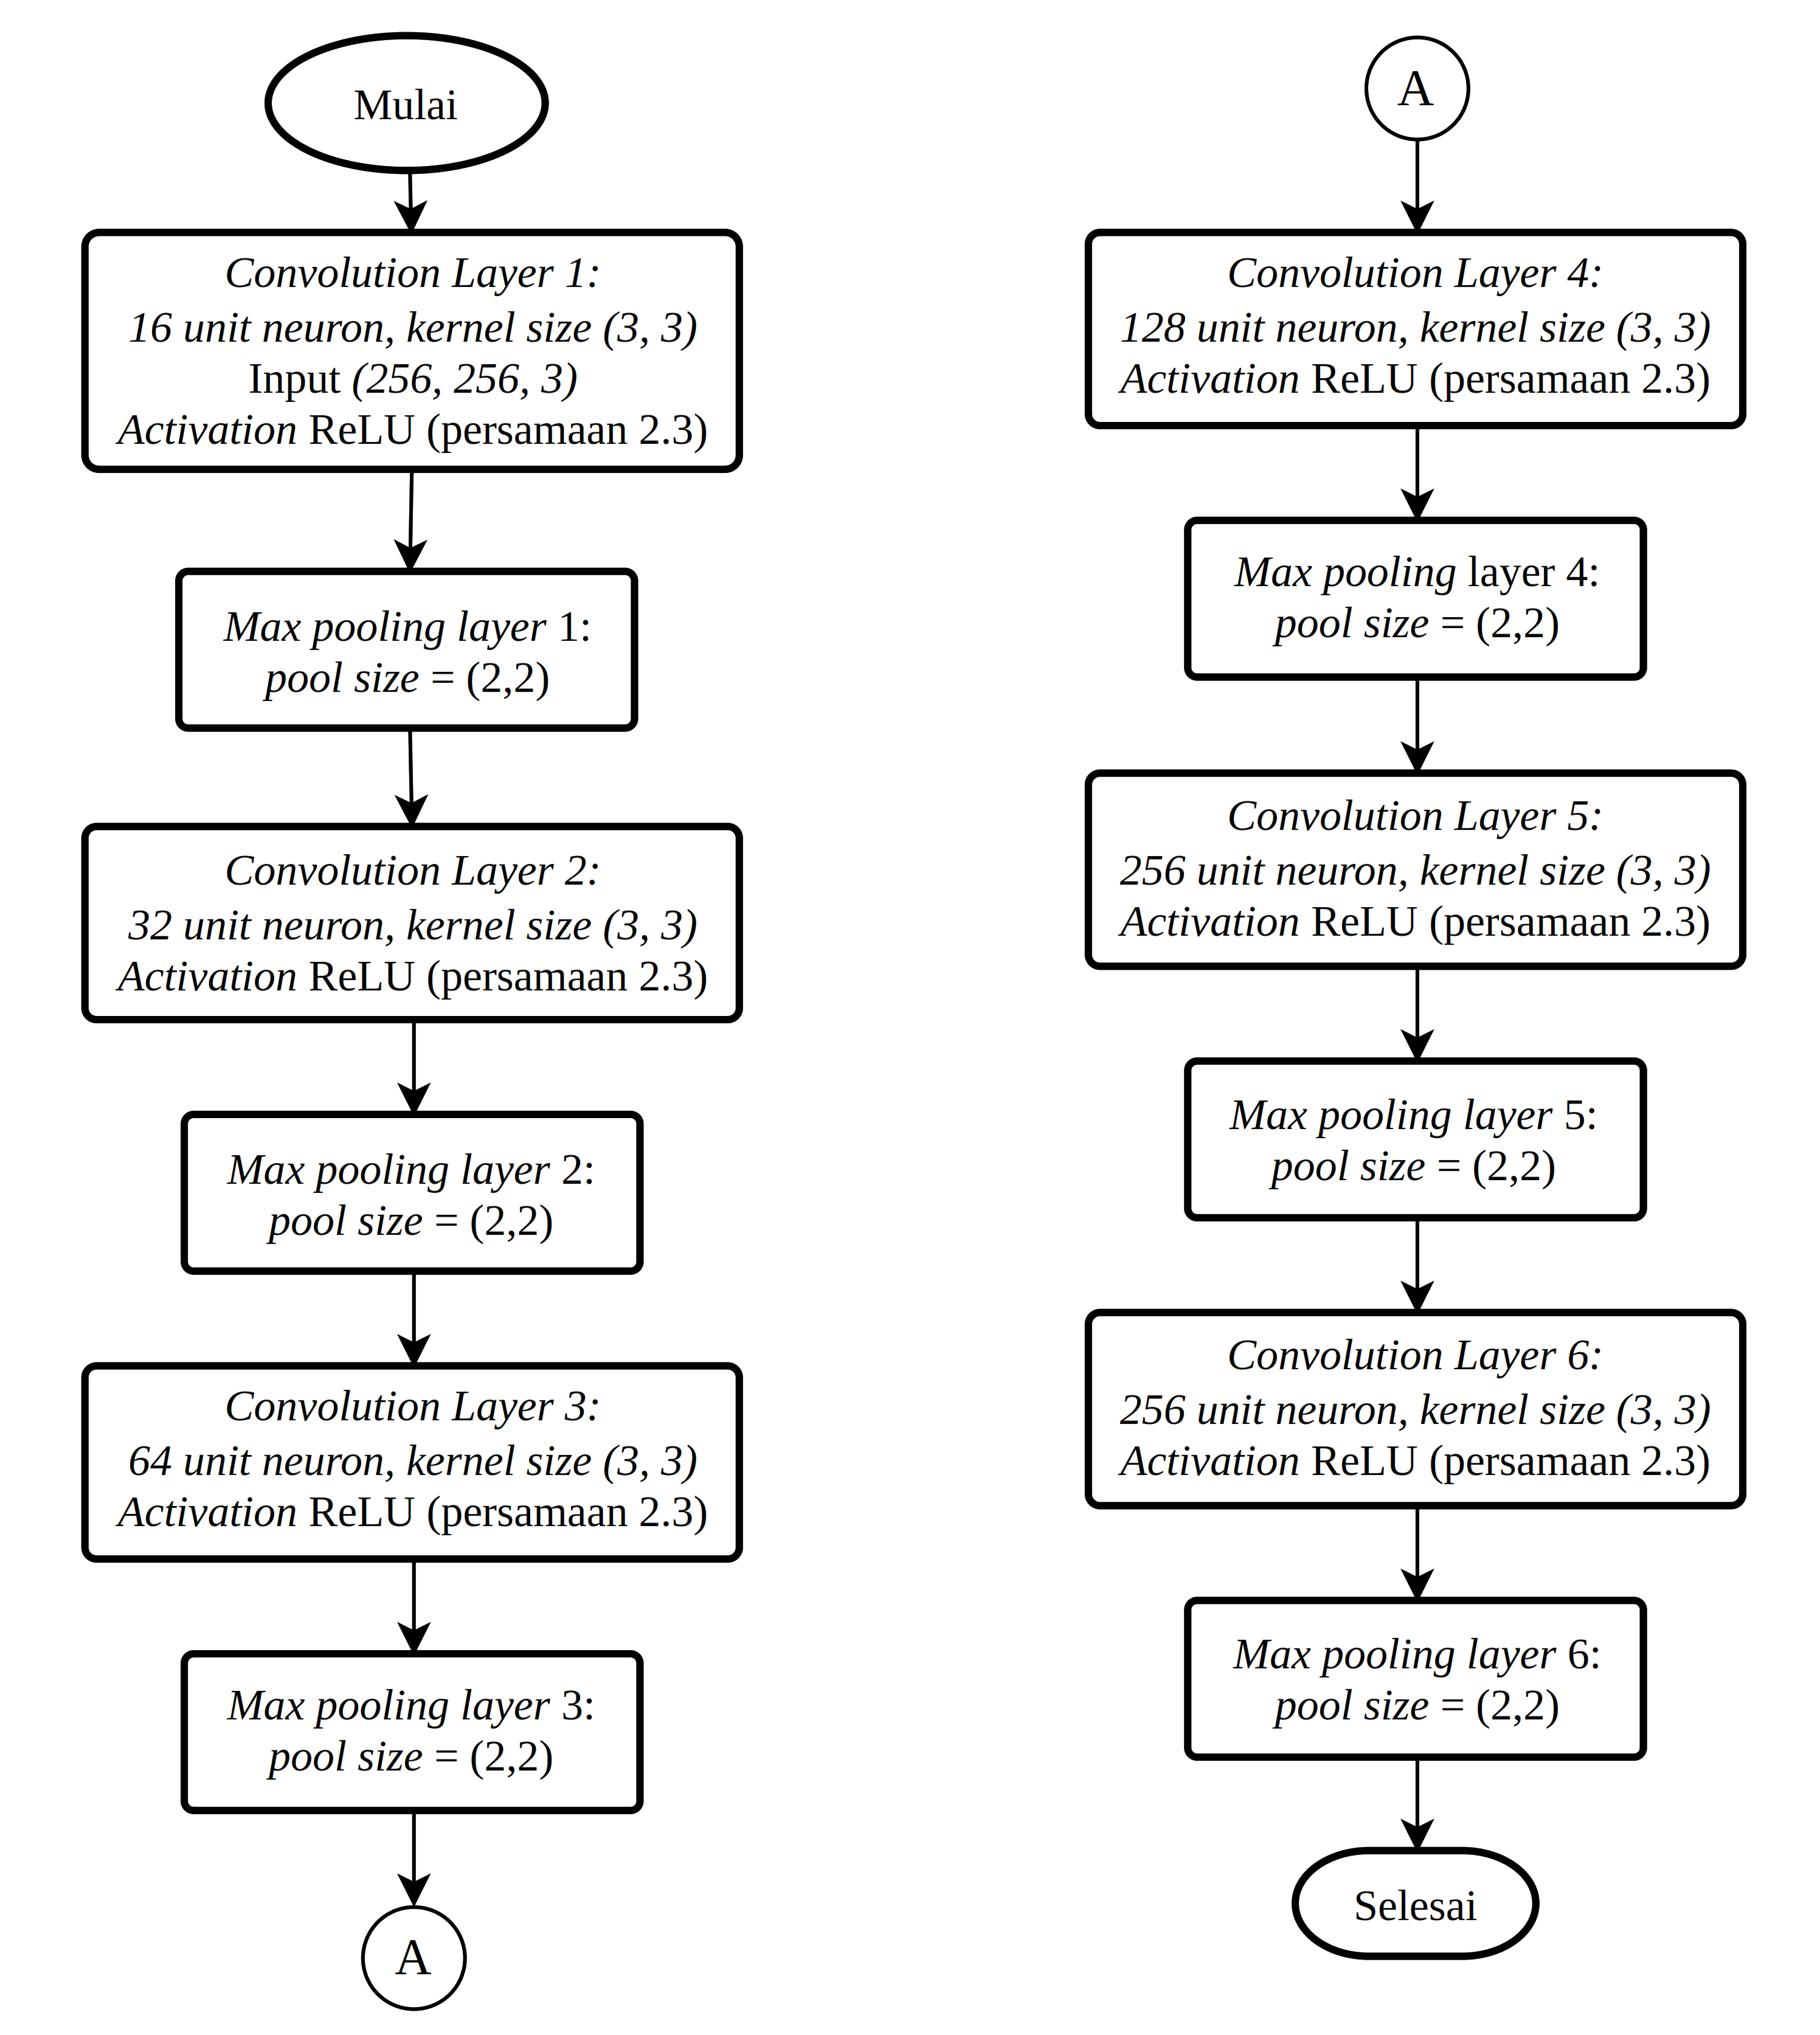 Mulai
Convolution Layer 1:
16 unit neuron, kernel size (3, 3)
Input (256, 256, 3)
Activation ReLU (persamaan 2.3)
Max pooling layer 1:
pool size = (2,2)
Convolution Layer 2:
32 unit neuron, kernel size (3, 3)
Activation ReLU (persamaan 2.3)
Max pooling layer 2:
pool size = (2,2)
Convolution Layer 3:
64 unit neuron, kernel size (3, 3)
Activation ReLU (persamaan 2.3)
Max pooling layer 3:
pool size = (2,2)
A
A
Convolution Layer 4:
128 unit neuron, kernel size (3, 3)
Activation ReLU (persamaan 2.3)
Max pooling layer 4:
pool size = (2,2)
Convolution Layer 5:
256 unit neuron, kernel size (3, 3)
Activation ReLU (persamaan 2.3)
Max pooling layer 5:
pool size = (2,2)
Convolution Layer 6:
256 unit neuron, kernel size (3, 3)
Activation ReLU (persamaan 2.3)
Max pooling layer 6:
pool size = (2,2)
Selesai